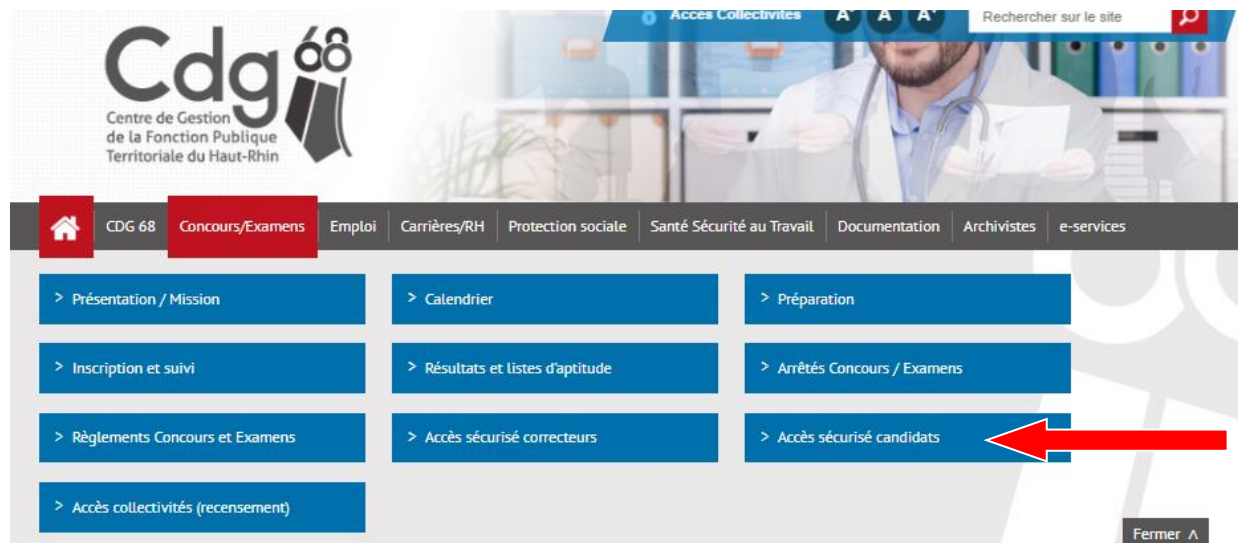 Accès Collectivités
A- A A+
Rechercher sur le site
Cdg 68
Centre de Gestion
de la Fonction Publique
Territoriale du Haut-Rhin
CDG 68 Concours/Examens Emploi Carrières/RH Protection sociale Santé Sécurité au Travail Documentation Archivistes e-services
> Présentation / Mission > Calendrier > Préparation
> Inscription et suivi > Résultats et listes d'aptitude > Arrêtés Concours / Examens
> Règlements Concours et Examens > Accès sécurisé correcteurs > Accès sécurisé candidats
> Accès collectivités (recensement)
Fermer ∧